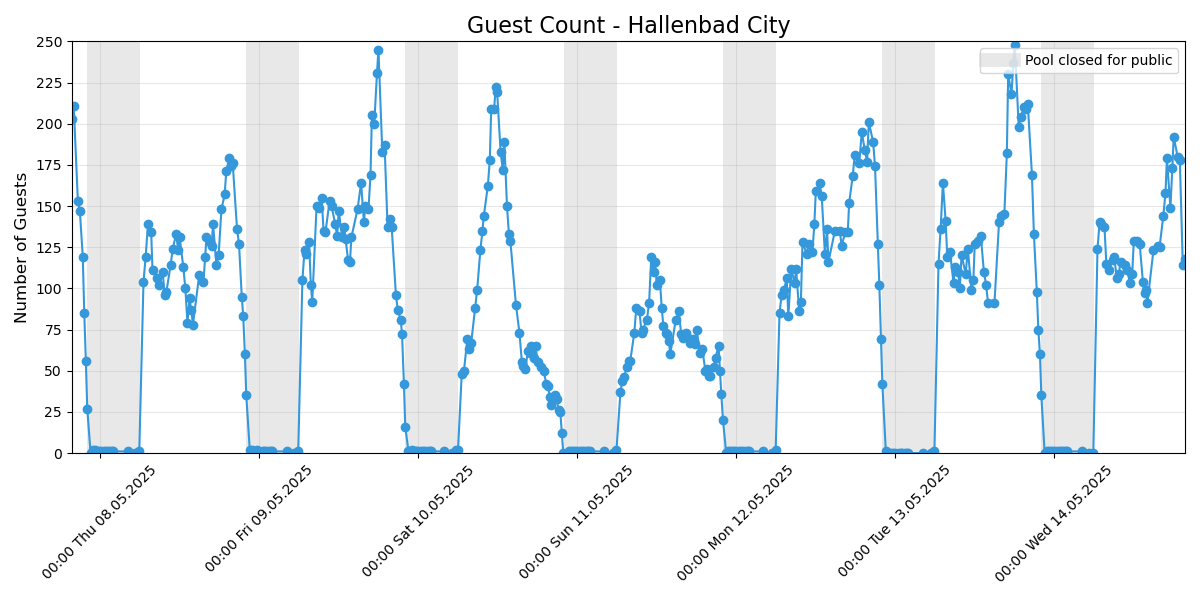 Guest Count - Hallenbad City
Pool closed for public
Number of Guests
250
225
200
175
150
125
100
75
50
25
0
00:00 Thu 08.05.2025
00:00 Fri 09.05.2025
00:00 Sat 10.05.2025
00:00 Sun 11.05.2025
00:00 Mon 12.05.2025
00:00 Tue 13.05.2025
00:00 Wed 14.05.2025